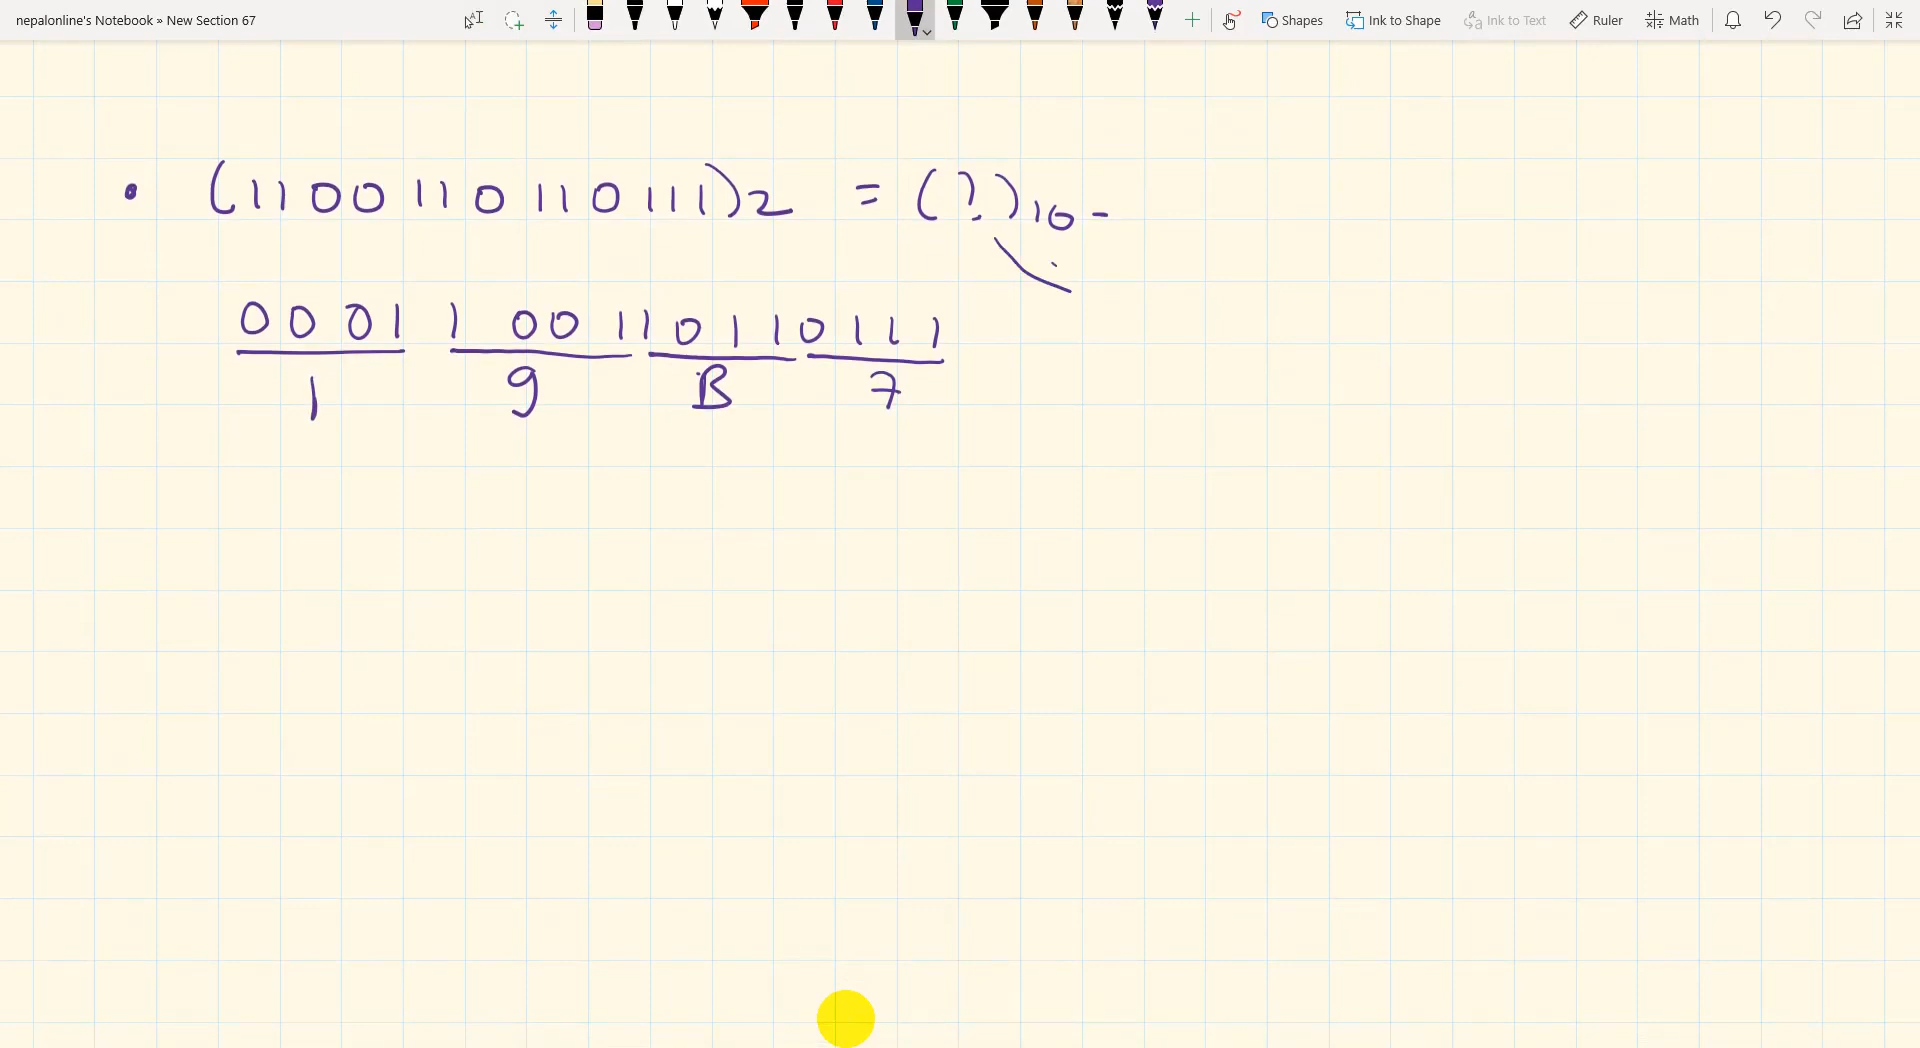 nepalonline's Notebook » New Section 67
Shapes Ink to Shape Ink to Text Ruler Math
• (1100110110111)2 = (?)10-
0001 1001 1011 0111
1 9 B 7